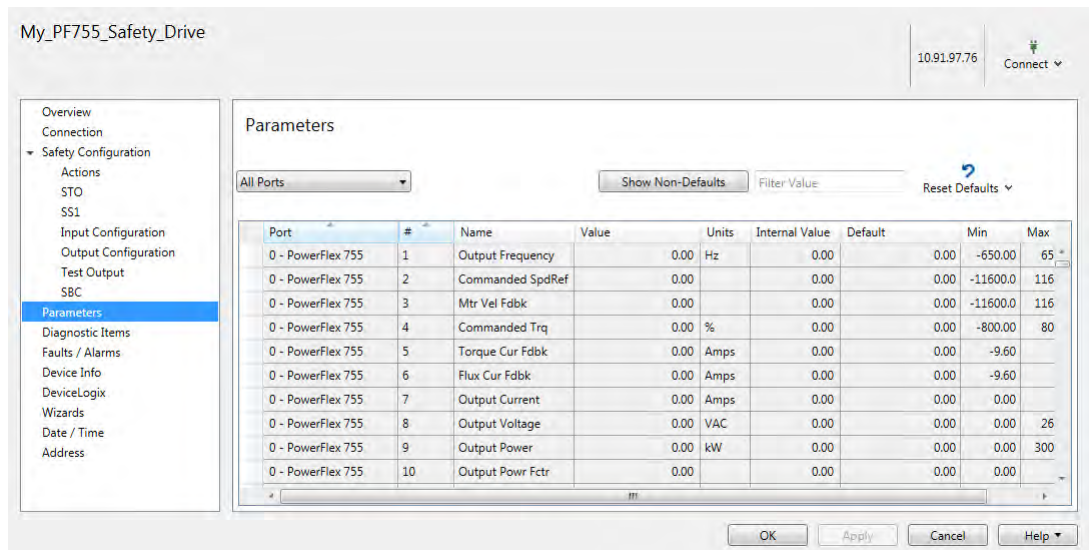 My_PF755_Safety_Drive
10.91.97.76
Connect
Overview
Connection
Safety Configuration
Actions
STO
SS1
Input Configuration
Output Configuration
Test Output
SBC
Parameters
Diagnostic Items
Faults / Alarms
Device Info
DeviceLogix
Wizards
Date / Time
Address
Parameters
All Ports
Show Non-Defaults
Filter Value
Reset Defaults
Port # Name Value Units Internal Value Default Min Max
0 - PowerFlex 755 1 Output Frequency 0.00 Hz 0.00 0.00 -650.00 65
0 - PowerFlex 755 2 Commanded SpdRef 0.00 0.00 0.00 -11600.0 116
0 - PowerFlex 755 3 Mtr Vel Fdbk 0.00 0.00 0.00 -11600.0 116
0 - PowerFlex 755 4 Commanded Trq 0.00 % 0.00 0.00 -800.00 80
0 - PowerFlex 755 5 Torque Cur Fdbk 0.00 Amps 0.00 0.00 -9.60
0 - PowerFlex 755 6 Flux Cur Fdbk 0.00 Amps 0.00 0.00 -9.60
0 - PowerFlex 755 7 Output Current 0.00 Amps 0.00 0.00 0.00
0 - PowerFlex 755 8 Output Voltage 0.00 VAC 0.00 0.00 0.00 26
0 - PowerFlex 755 9 Output Power 0.00 kW 0.00 0.00 0.00 300
0 - PowerFlex 755 10 Output Powr Fctr 0.00 0.00 0.00 0.00
OK
Apply
Cancel
Help